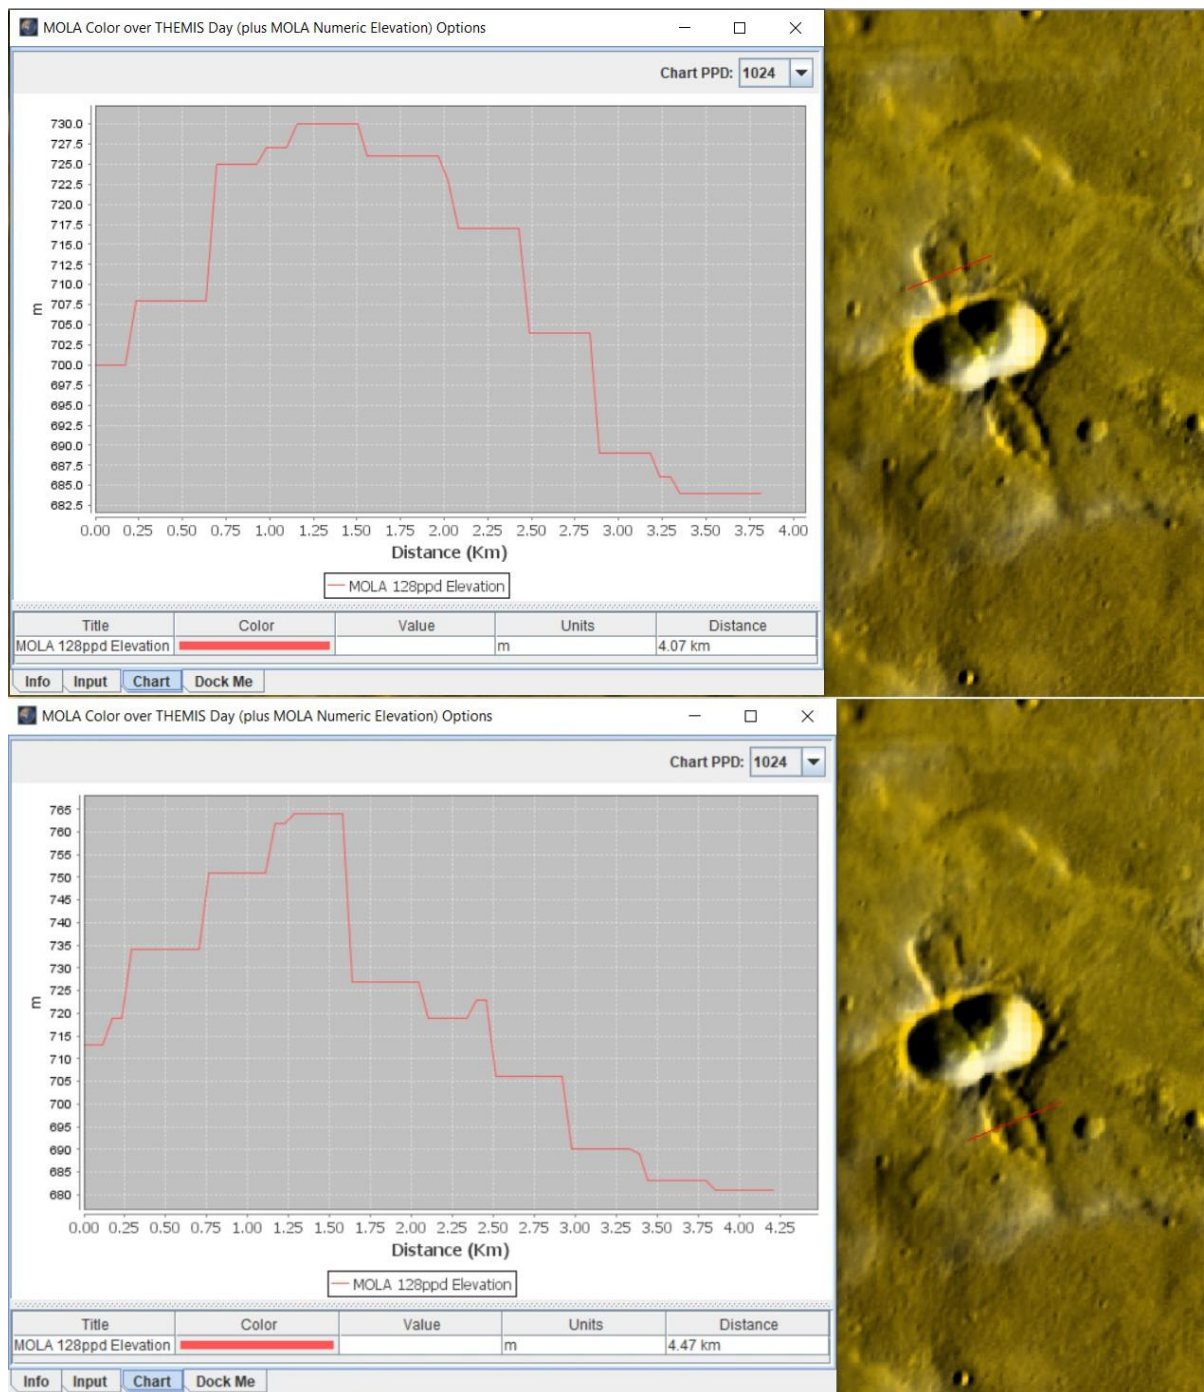 MOLA Color over THEMIS Day (plus MOLA Numeric Elevation) Options
Chart PPD: 1024
730.0
727.5
725.0
722.5
720.0
717.5
715.0
712.5
710.0
707.5
705.0
702.5
700.0
697.5
695.0
692.5
690.0
687.5
685.0
682.5
m
0.00 0.25 0.50 0.75 1.00 1.25 1.50 1.75 2.00 2.25 2.50 2.75 3.00 3.25 3.50 3.75 4.00
Distance (Km)
MOLA 128ppd Elevation
Title Color Value Units Distance
MOLA 128ppd Elevation m 4.07 km
Info Input Chart Dock Me
MOLA Color over THEMIS Day (plus MOLA Numeric Elevation) Options
Chart PPD: 1024
765
760
755
750
745
740
735
730
725
720
715
710
705
700
695
690
685
680
m
0.00 0.25 0.50 0.75 1.00 1.25 1.50 1.75 2.00 2.25 2.50 2.75 3.00 3.25 3.50 3.75 4.00 4.25
Distance (Km)
MOLA 128ppd Elevation
Title Color Value Units Distance
MOLA 128ppd Elevation m 4.47 km
Info Input Chart Dock Me